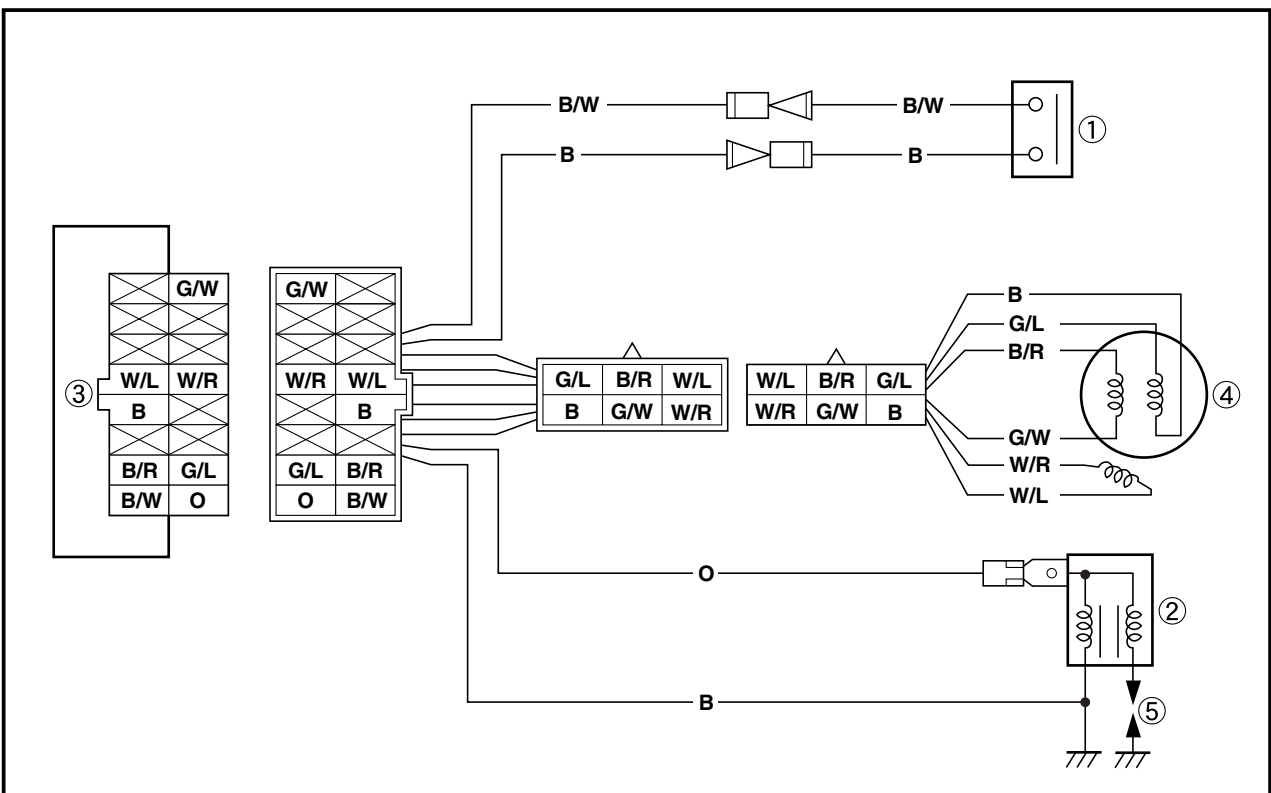 B/W B/W
①
B B
G/W G/W
B
G/L
B/R
W/L W/R W/R W/L G/L B/R W/L W/L B/R G/L
③ ④
B B B G/W W/R W/R G/W B
G/W
B/R G/L G/L B/R W/R
B/W O O B/W W/L
O
②
B
⑤